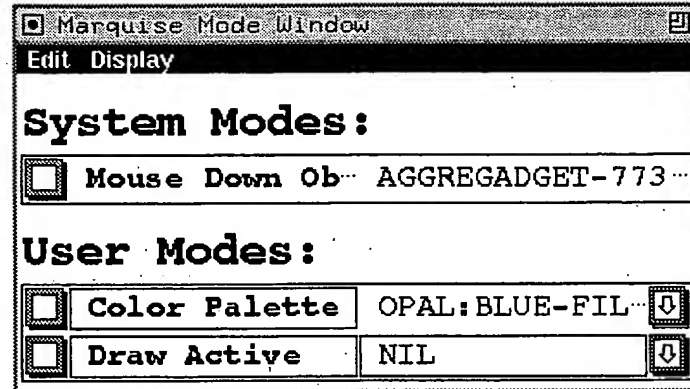 Marquise Mode Window
Edit Display
System Modes:
Mouse Down Ob… AGGREGADGET-773…
User Modes:
Color Palette OPAL:BLUE-FIL…
Draw Active NIL